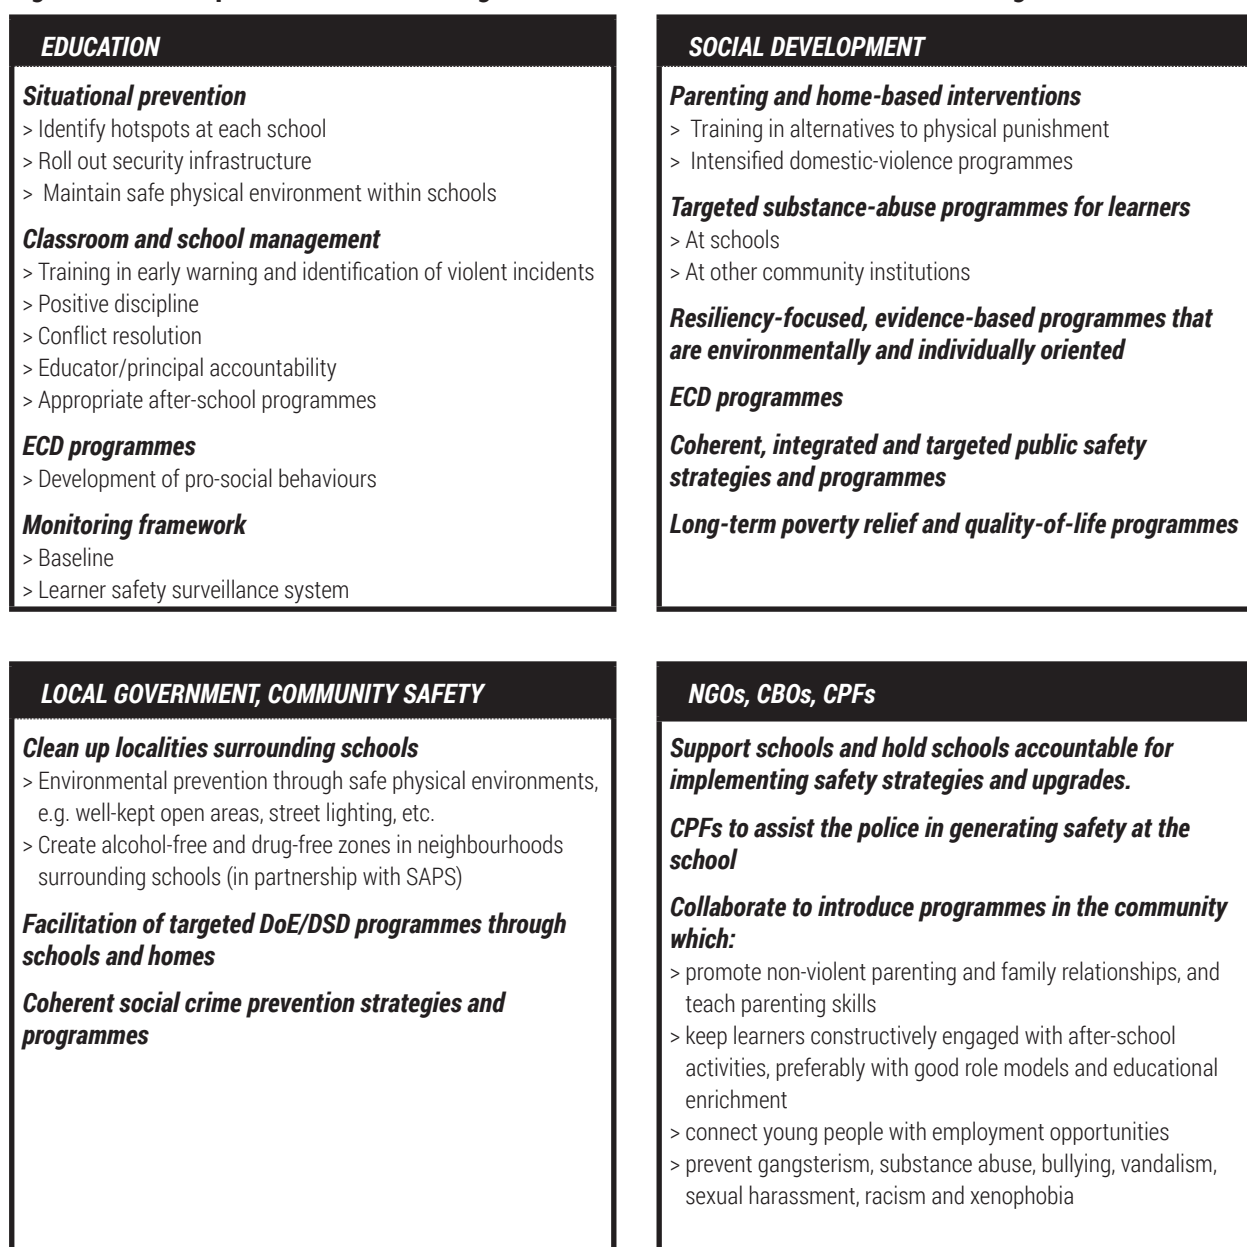 EDUCATION
Situational prevention
> Identify hotspots at each school
> Roll out security infrastructure
> Maintain safe physical environment within schools
Classroom and school management
> Training in early warning and identification of violent incidents
> Positive discipline
> Conflict resolution
> Educator/principal accountability
> Appropriate after-school programmes
ECD programmes
> Development of pro-social behaviours
Monitoring framework
> Baseline
> Learner safety surveillance system
SOCIAL DEVELOPMENT
Parenting and home-based interventions
> Training in alternatives to physical punishment
> Intensified domestic-violence programmes
Targeted substance-abuse programmes for learners
> At schools
> At other community institutions
Resiliency-focused, evidence-based programmes that
are environmentally and individually oriented
ECD programmes
Coherent, integrated and targeted public safety
strategies and programmes
Long-term poverty relief and quality-of-life programmes
LOCAL GOVERNMENT, COMMUNITY SAFETY
Clean up localities surrounding schools
> Environmental prevention through safe physical environments,
e.g. well-kept open areas, street lighting, etc.
> Create alcohol-free and drug-free zones in neighbourhoods
surrounding schools (in partnership with SAPS)
Facilitation of targeted DoE/DSD programmes through
schools and homes
Coherent social crime prevention strategies and
programmes
NGOs, CBOs, CPFs
Support schools and hold schools accountable for
implementing safety strategies and upgrades.
CPFs to assist the police in generating safety at the
school
Collaborate to introduce programmes in the community
which:
> promote non-violent parenting and family relationships, and
teach parenting skills
> keep learners constructively engaged with after-school
activities, preferably with good role models and educational
enrichment
> connect young people with employment opportunities
> prevent gangsterism, substance abuse, bullying, vandalism,
sexual harassment, racism and xenophobia